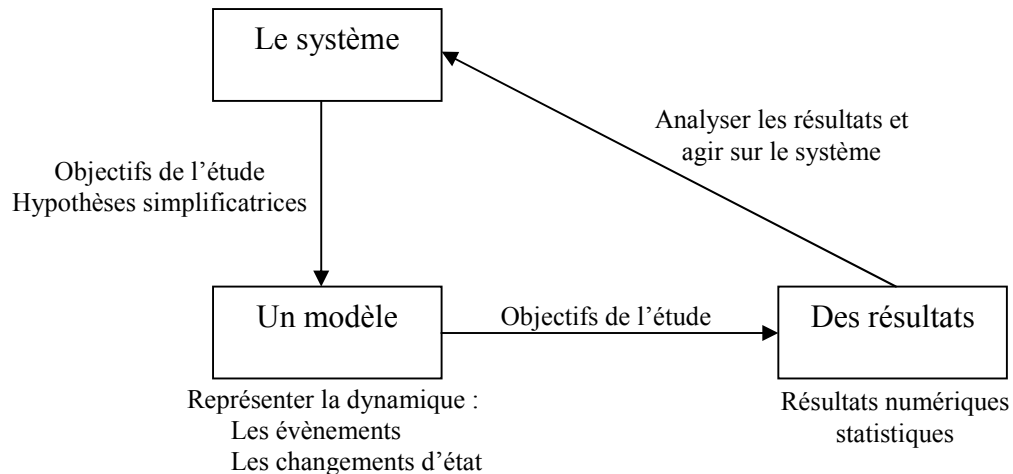 Le système
Analyser les résultats et
agir sur le système
Objectifs de l’étude
Hypothèses simplificatrices
Un modèle
Objectifs de l’étude
Des résultats
Représenter la dynamique :
Les évènements
Les changements d’état
Résultats numériques
statistiques